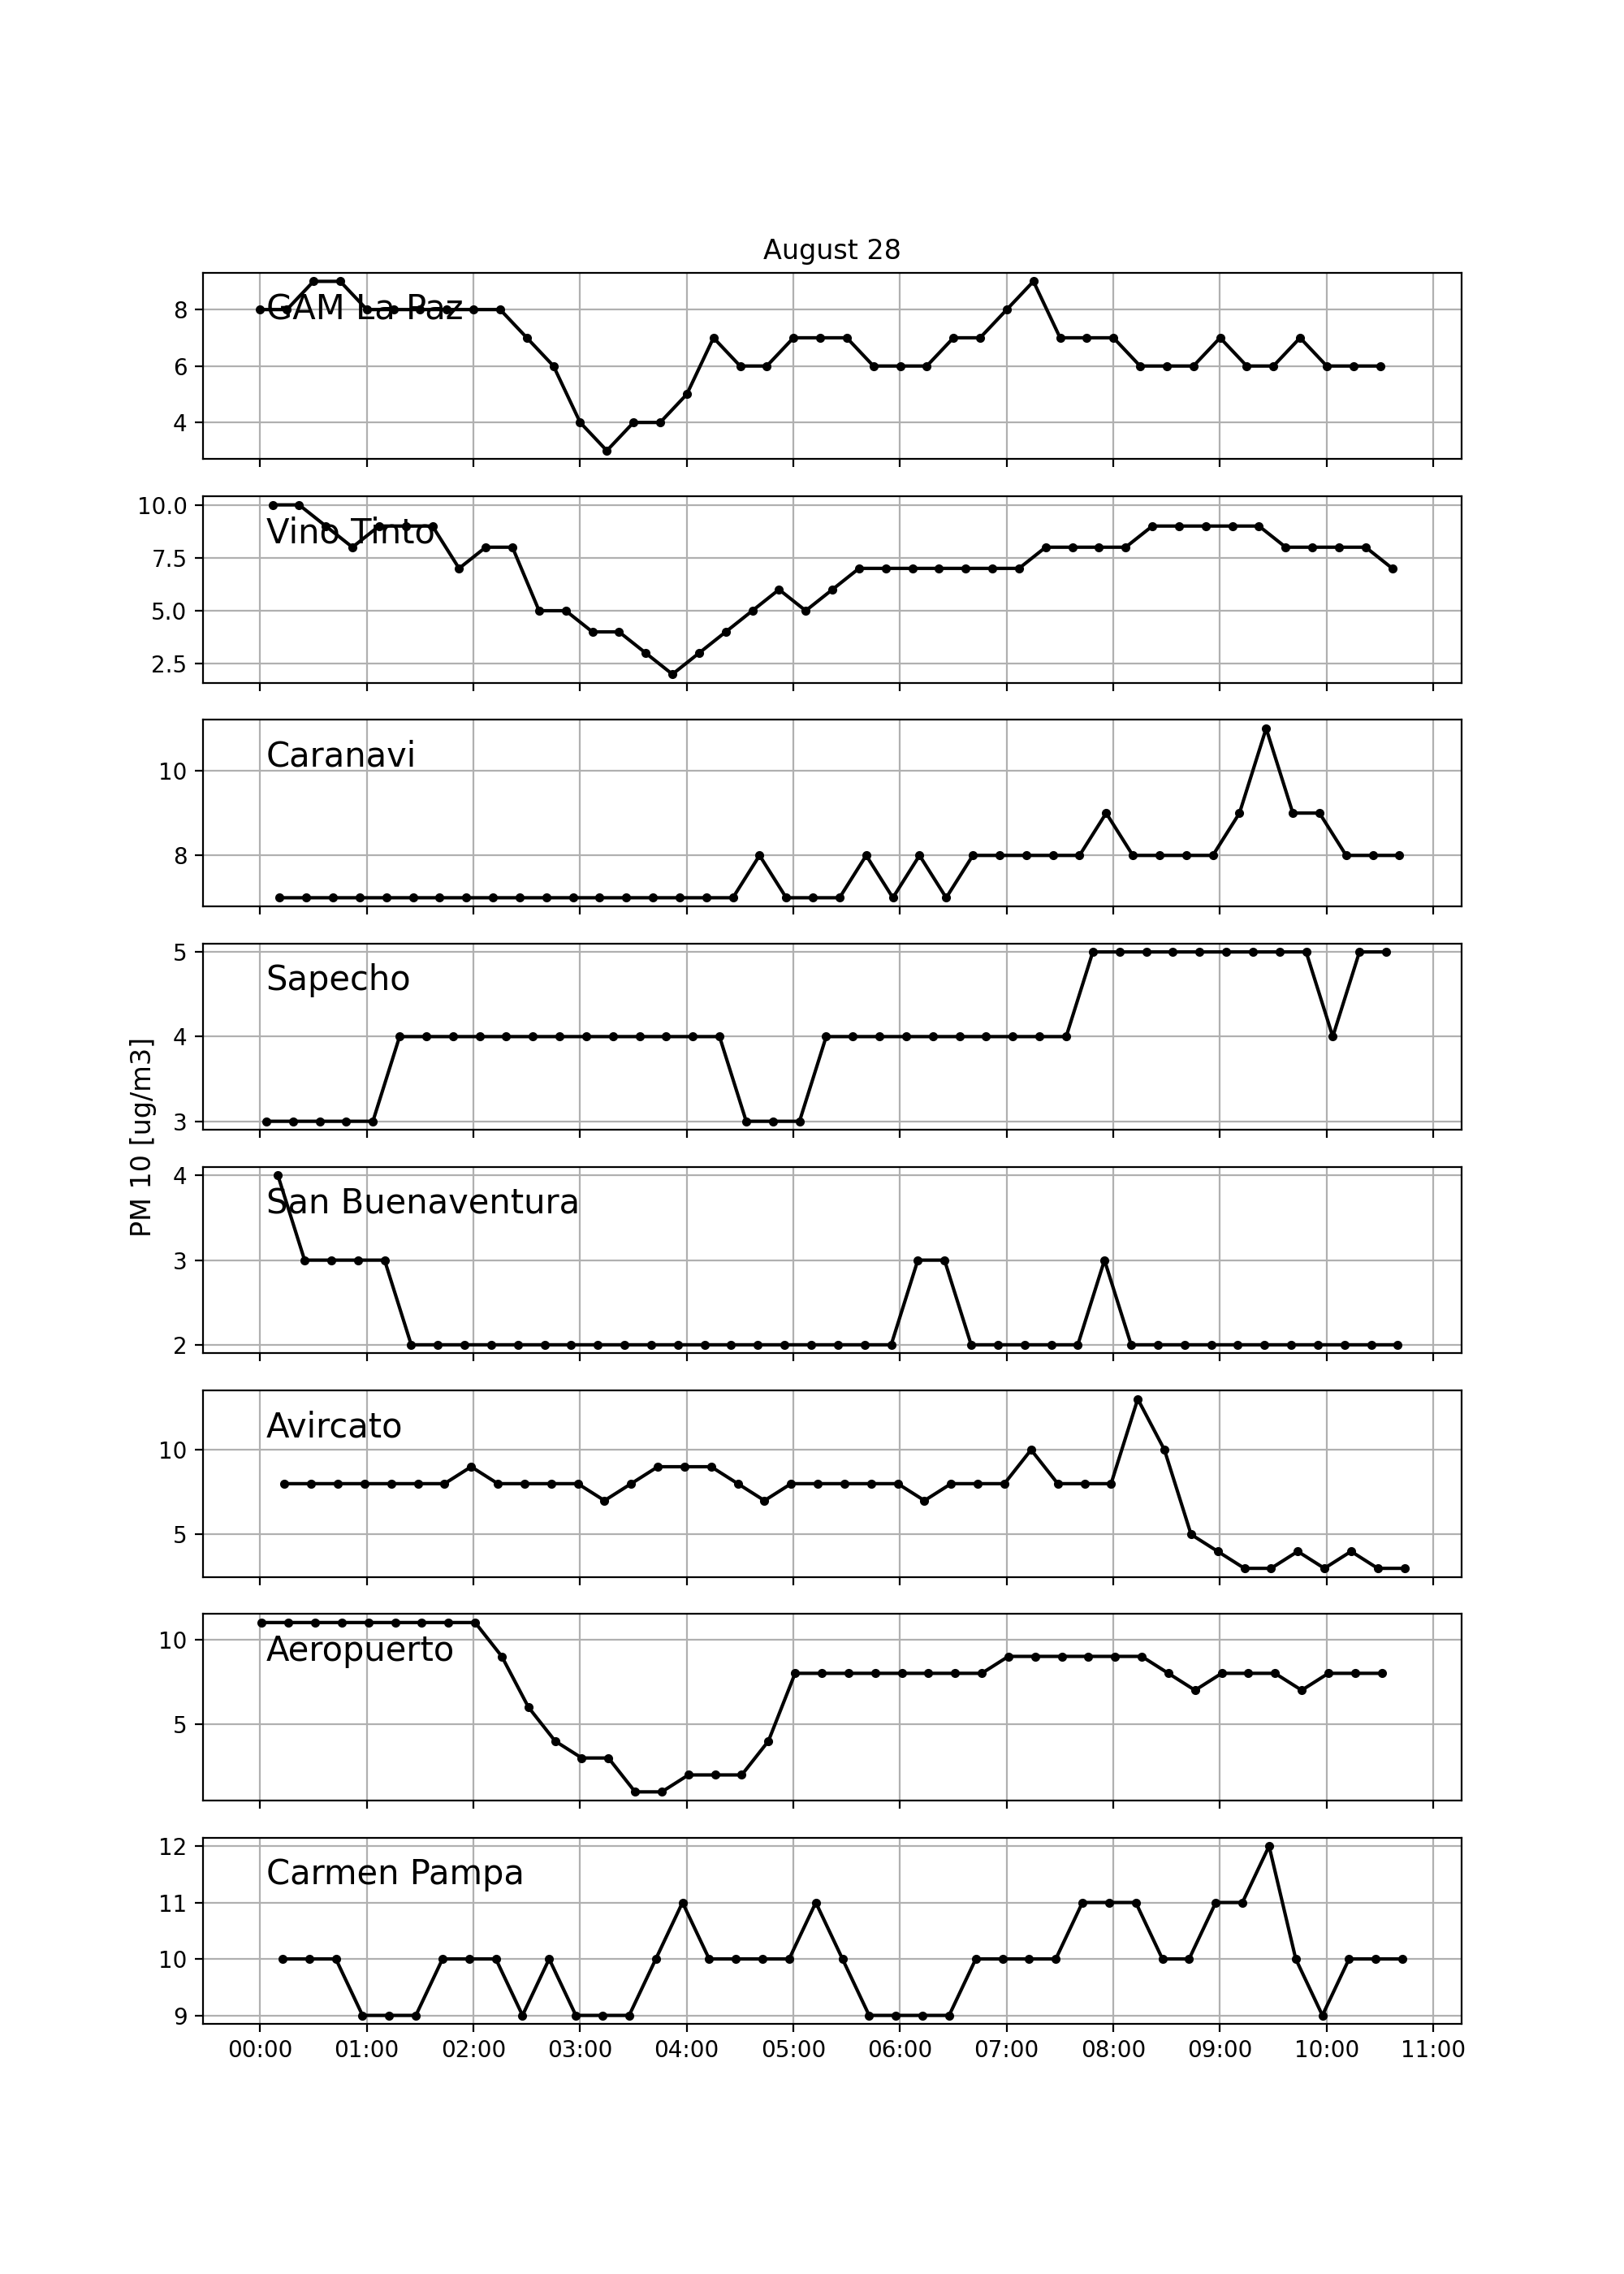 August 28
GAM La Paz
8
6
4
Vino Tinto
10.0
7.5
5.0
2.5
Caranavi
10
8
Sapecho
5
4
3
PM 10 [ug/m3]
San Buenaventura
4
3
2
Avircato
10
5
Aeropuerto
10
5
Carmen Pampa
12
11
10
9
00:00 01:00 02:00 03:00 04:00 05:00 06:00 07:00 08:00 09:00 10:00 11:00